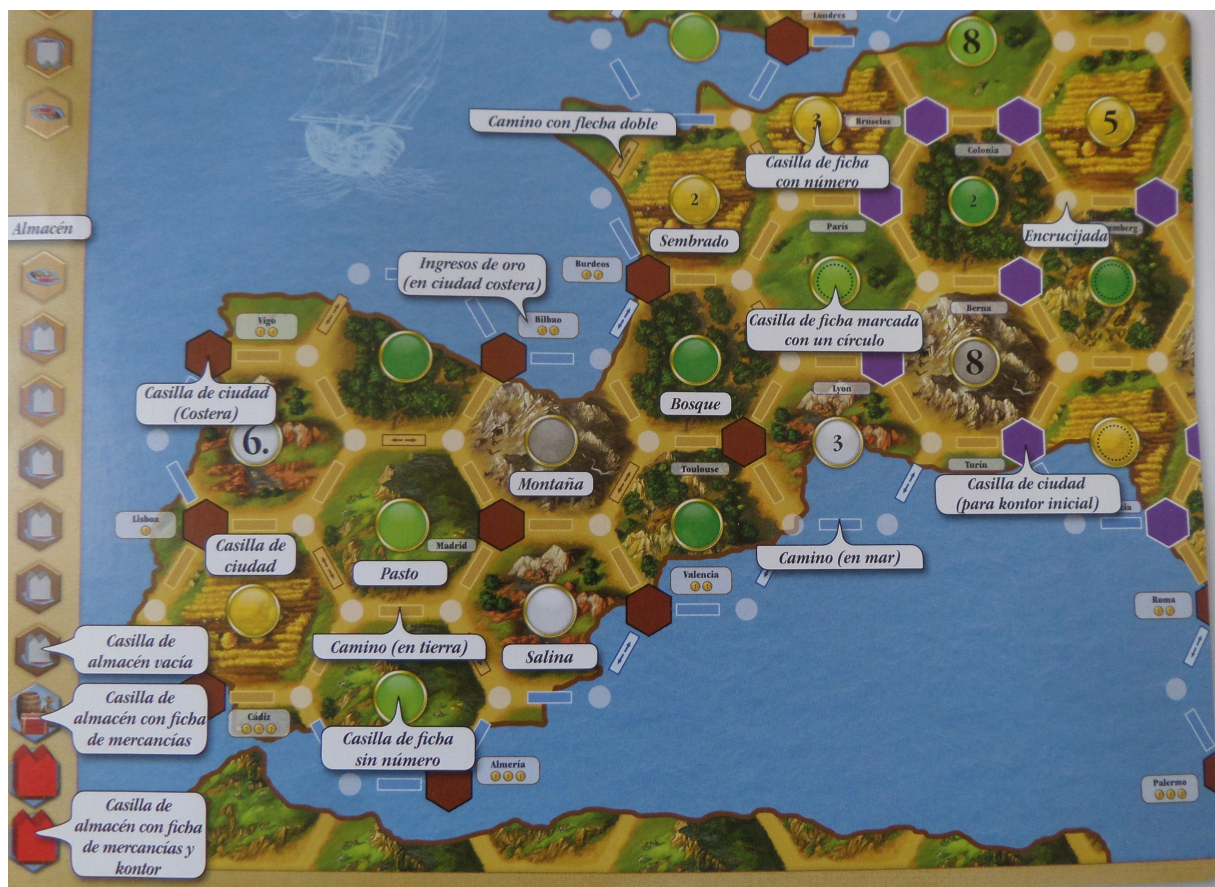 Londres
8
Camino con flecha doble
3
Bruselas
5
Casilla de ficha
con número
Colonia
2
2
Almacén
Sembrado
París
Encrucijada
Ingresos de oro
(en ciudad costera)
Burdeos
Vigo
Bilbao
Berna
Casilla de ficha marcada
con un círculo
8
Casilla de ciudad
(Costera)
Bosque
Lyon
6.
3
Montaña
Toulouse
Turín
Casilla de ciudad
(para kontor inicial)
Lisboa
Madrid
Casilla de
ciudad
Pasto
Camino (en mar)
Valencia
Roma
Camino (en tierra)
Salina
Casilla de
almacén vacía
Casilla de
almacén con ficha
de mercancías
Cádiz
Casilla de ficha
sin número
Almería
Palermo
Casilla de
almacén con ficha
de mercancías y
kontor